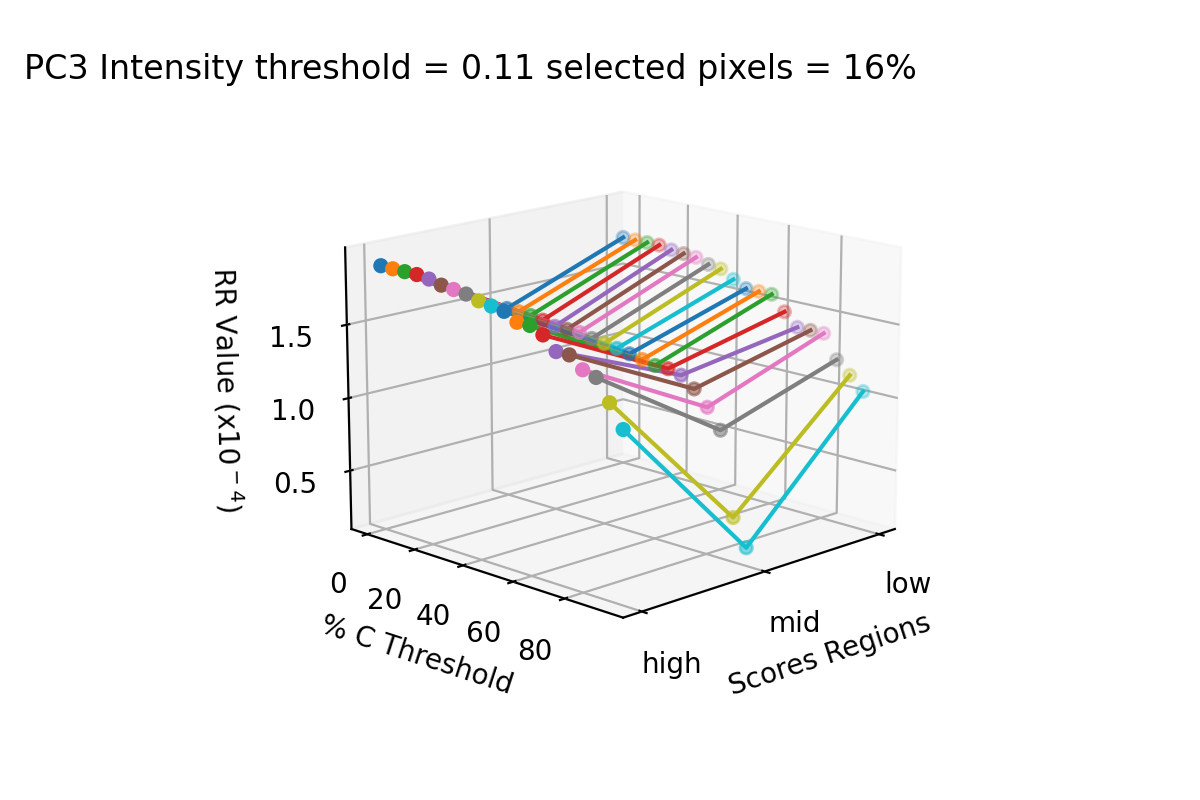 PC3 Intensity threshold = 0.11 selected pixels = 16%
RR Value (x10⁻⁴)
1.5
1.0
0.5
0
20
40
60
80
% C Threshold
high
mid
low
Scores Regions